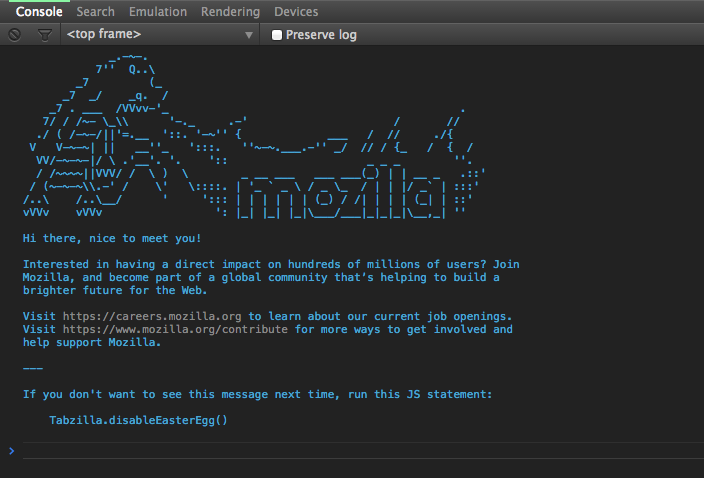 Console Search Emulation Rendering Devices
<top frame> Preserve log
mozilla
Hi there, nice to meet you!
Interested in having a direct impact on hundreds of millions of users? Join
Mozilla, and become part of a global community that's helping to build a
brighter future for the Web.
Visit https://careers.mozilla.org to learn about our current job openings.
Visit https://www.mozilla.org/contribute for more ways to get involved and
help support Mozilla.
---
If you don't want to see this message next time, run this JS statement:
Tabzilla.disableEasterEgg()
>